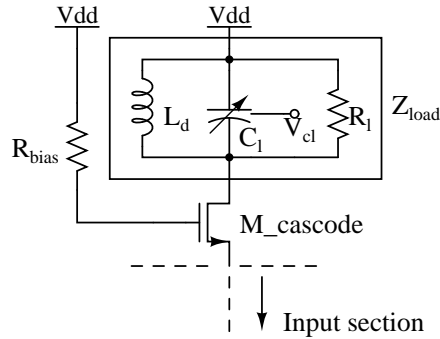 Vdd
Vdd
L_d
C_l
V_cl
R_l
Z_load
R_bias
M_cascode
Input section